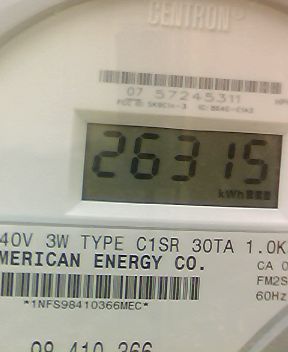 CENTRON®
07 57245311
26315
kWh
40V 3W TYPE C1SR 30TA 1.0K
MERICAN ENERGY CO.
CA 0
FM2S
*1NFS98410366MEC*
60Hz
98 410 366